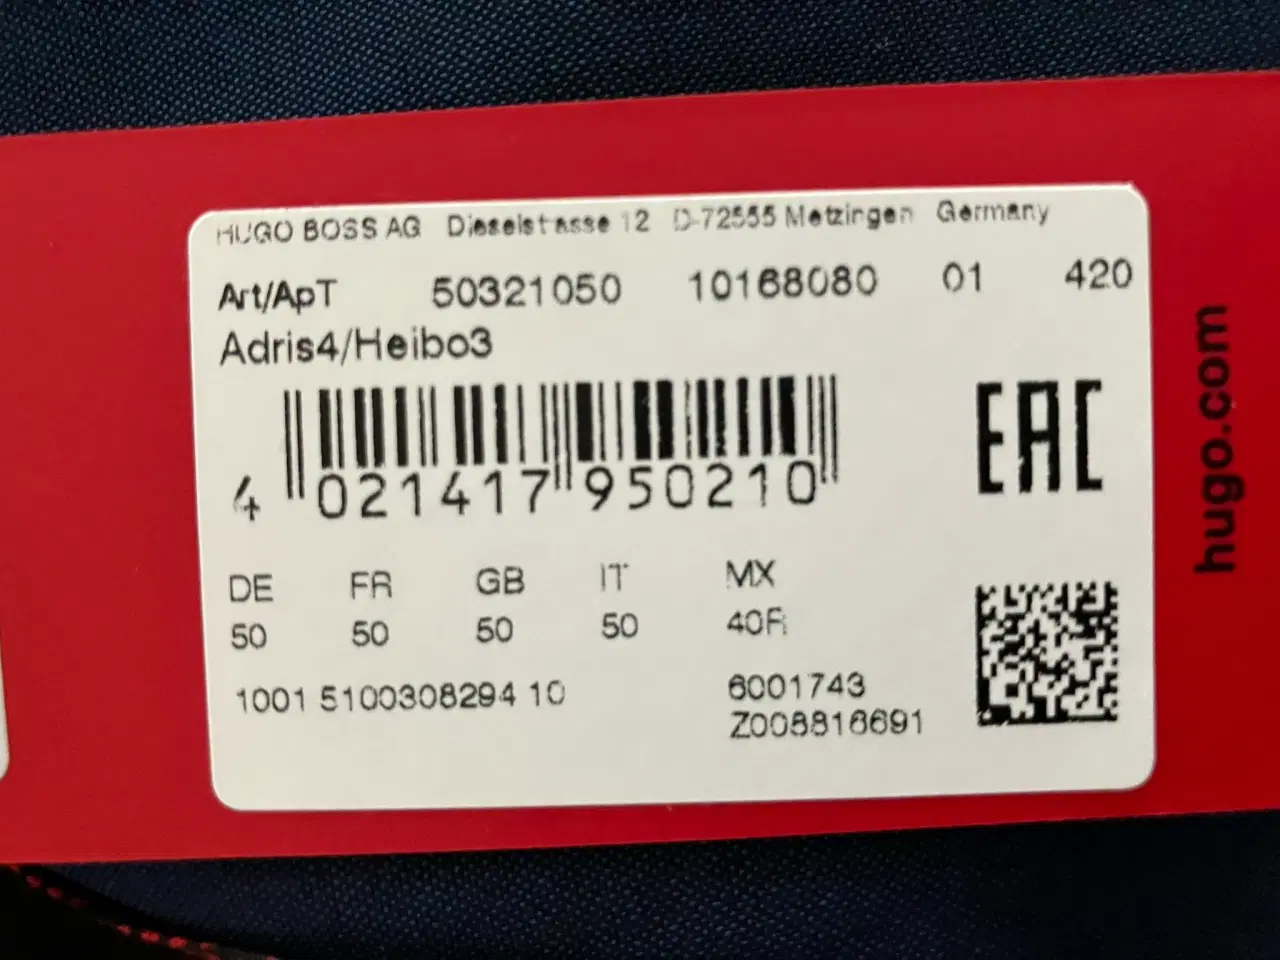 HUGO BOSS AG Dieselstrasse 12 D-72555 Metzingen Germany
Art/ApT 50321050 10168080 01 420
Adris4/Heibo3
EAC
4 021417 950210
DE FR GB IT MX
50 50 50 50 40R
1001 5100308294 10 6001743
Z008816691
hugo.com